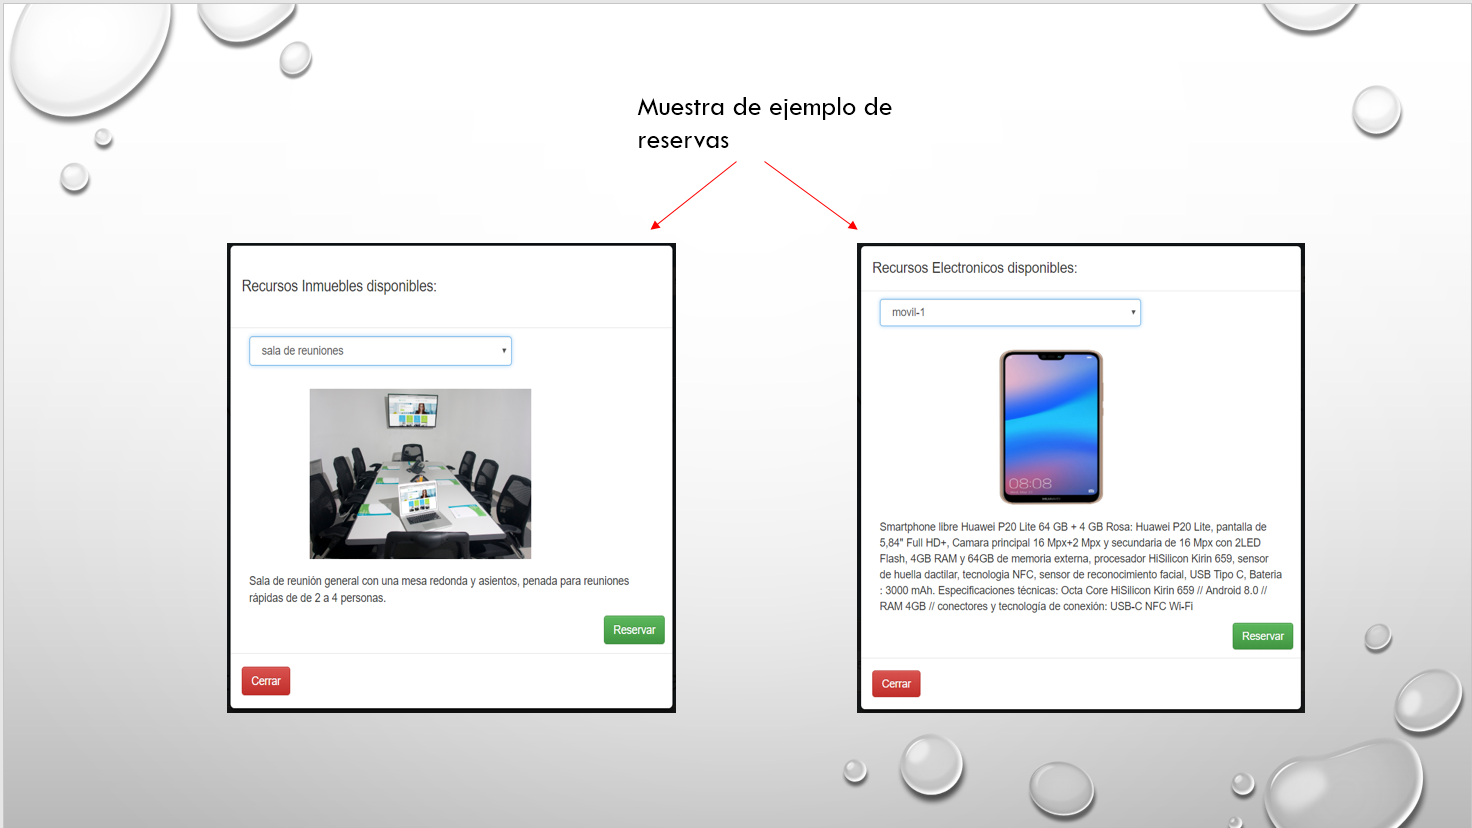 Muestra de ejemplo de
reservas
Recursos Inmuebles disponibles:
sala de reuniones
Sala de reunión general con una mesa redonda y asientos, penada para reuniones
rápidas de de 2 a 4 personas.
Reservar
Cerrar
Recursos Electronicos disponibles:
movil-1
08:08
HUAWEI
Smartphone libre Huawei P20 Lite 64 GB + 4 GB Rosa: Huawei P20 Lite, pantalla de
5,84" Full HD+, Camara principal 16 Mpx+2 Mpx y secundaria de 16 Mpx con 2LED
Flash, 4GB RAM y 64GB de memoria externa, procesador HiSilicon Kirin 659, sensor
de huella dactilar, tecnologia NFC, sensor de reconocimiento facial, USB Tipo C, Bateria
: 3000 mAh. Especificaciones técnicas: Octa Core HiSilicon Kirin 659 // Android 8.0 //
RAM 4GB // conectores y tecnología de conexión: USB-C NFC Wi-Fi
Reservar
Cerrar